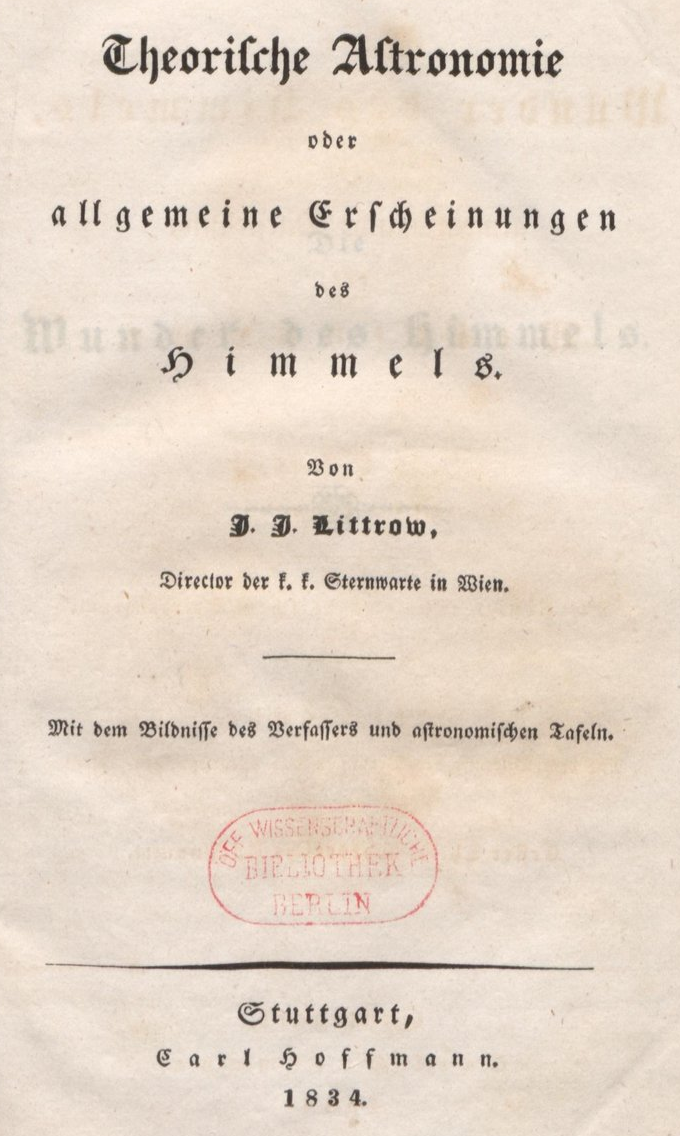 Theoriſche Aſtronomie
oder
allgemeine Erſcheinungen
des
Himmels.
Von
J. J. Littrow,
Director der k. k. Sternwarte in Wien.
Mit dem Bildniſſe des Verfaſſers und aſtronomiſchen Tafeln.
ÖFF. WISSENSCHAFTLICHE
BIBLIOTHEK
BERLIN
Stuttgart,
Carl Hoffmann.
1834.